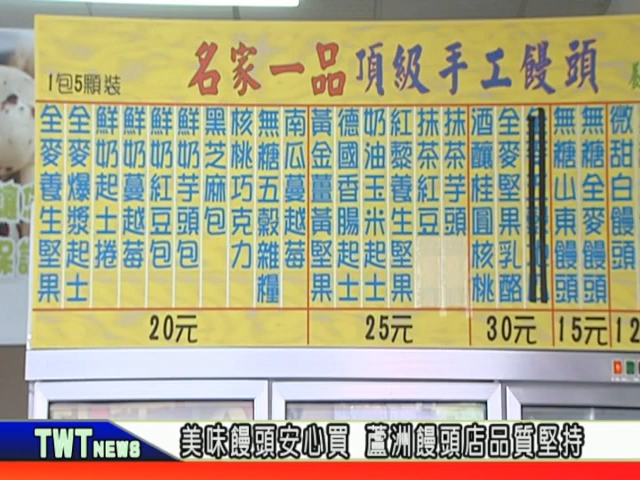 1包5顆裝
名家一品頂級手工饅頭
全麥養生堅果
全麥爆漿起士
鮮奶起士捲
鮮奶蔓越莓
鮮奶紅豆包
鮮奶芋頭包
黑芝麻包
核桃巧克力
無糖五穀雜糧
南瓜蔓越莓
黃金薑黃堅果
德國香腸起士
奶油玉米起士
紅藜養生堅果
抹茶紅豆
抹茶芋頭
酒釀桂圓核桃
全麥堅果乳酪
無糖山東饅頭
無糖全麥饅頭
微甜白饅頭
20元
25元
30元
15元
12
TWT NEWS
美味饅頭安心買 蘆洲饅頭店品質堅持